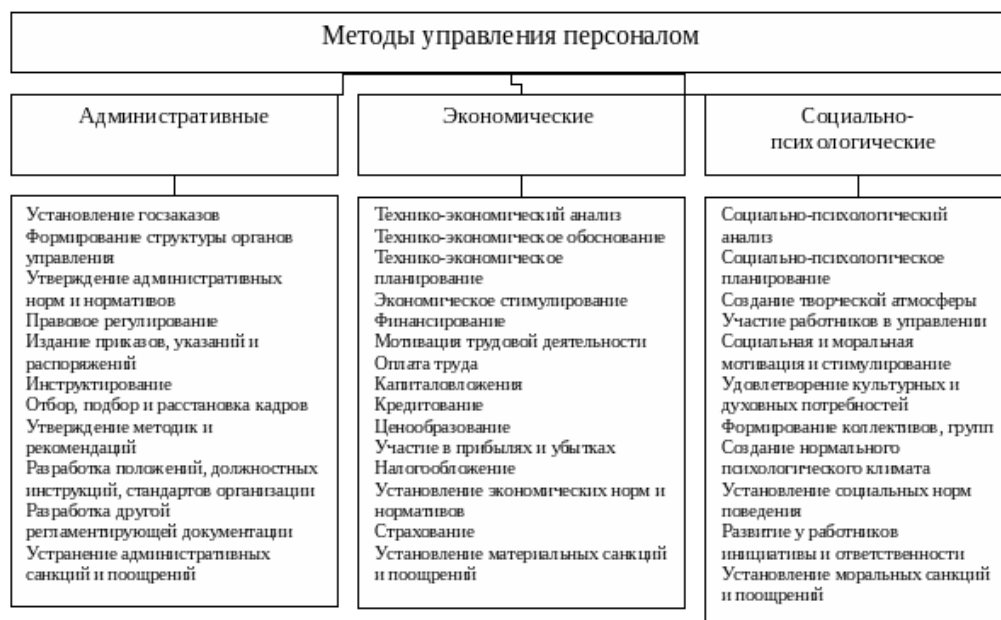 Методы управления персоналом
Административные
Экономические
Социально-
психологические
Установление госзаказов
Формирование структуры органов
управления
Утверждение административных
норм и нормативов
Правовое регулирование
Издание приказов, указаний и
распоряжений
Инструктирование
Отбор, подбор и расстановка кадров
Утверждение методик и
рекомендаций
Разработка положений, должностных
инструкций, стандартов организации
Разработка другой
регламентирующей документации
Устранение административных
санкций и поощрений
Технико-экономический анализ
Технико-экономическое обоснование
Технико-экономическое
планирование
Экономическое стимулирование
Финансирование
Мотивация трудовой деятельности
Оплата труда
Капиталовложения
Кредитование
Ценообразование
Участие в прибылях и убытках
Налогообложение
Установление экономических норм и
нормативов
Страхование
Установление материальных санкций
и поощрений
Социально-психологический
анализ
Социально-психологическое
планирование
Создание творческой атмосферы
Участие работников в управлении
Социальная и моральная
мотивация и стимулирование
Удовлетворение культурных и
духовных потребностей
Формирование коллективов, групп
Создание нормального
психологического климата
Установление социальных норм
поведения
Развитие у работников
инициативы и ответственности
Установление моральных санкций
и поощрений